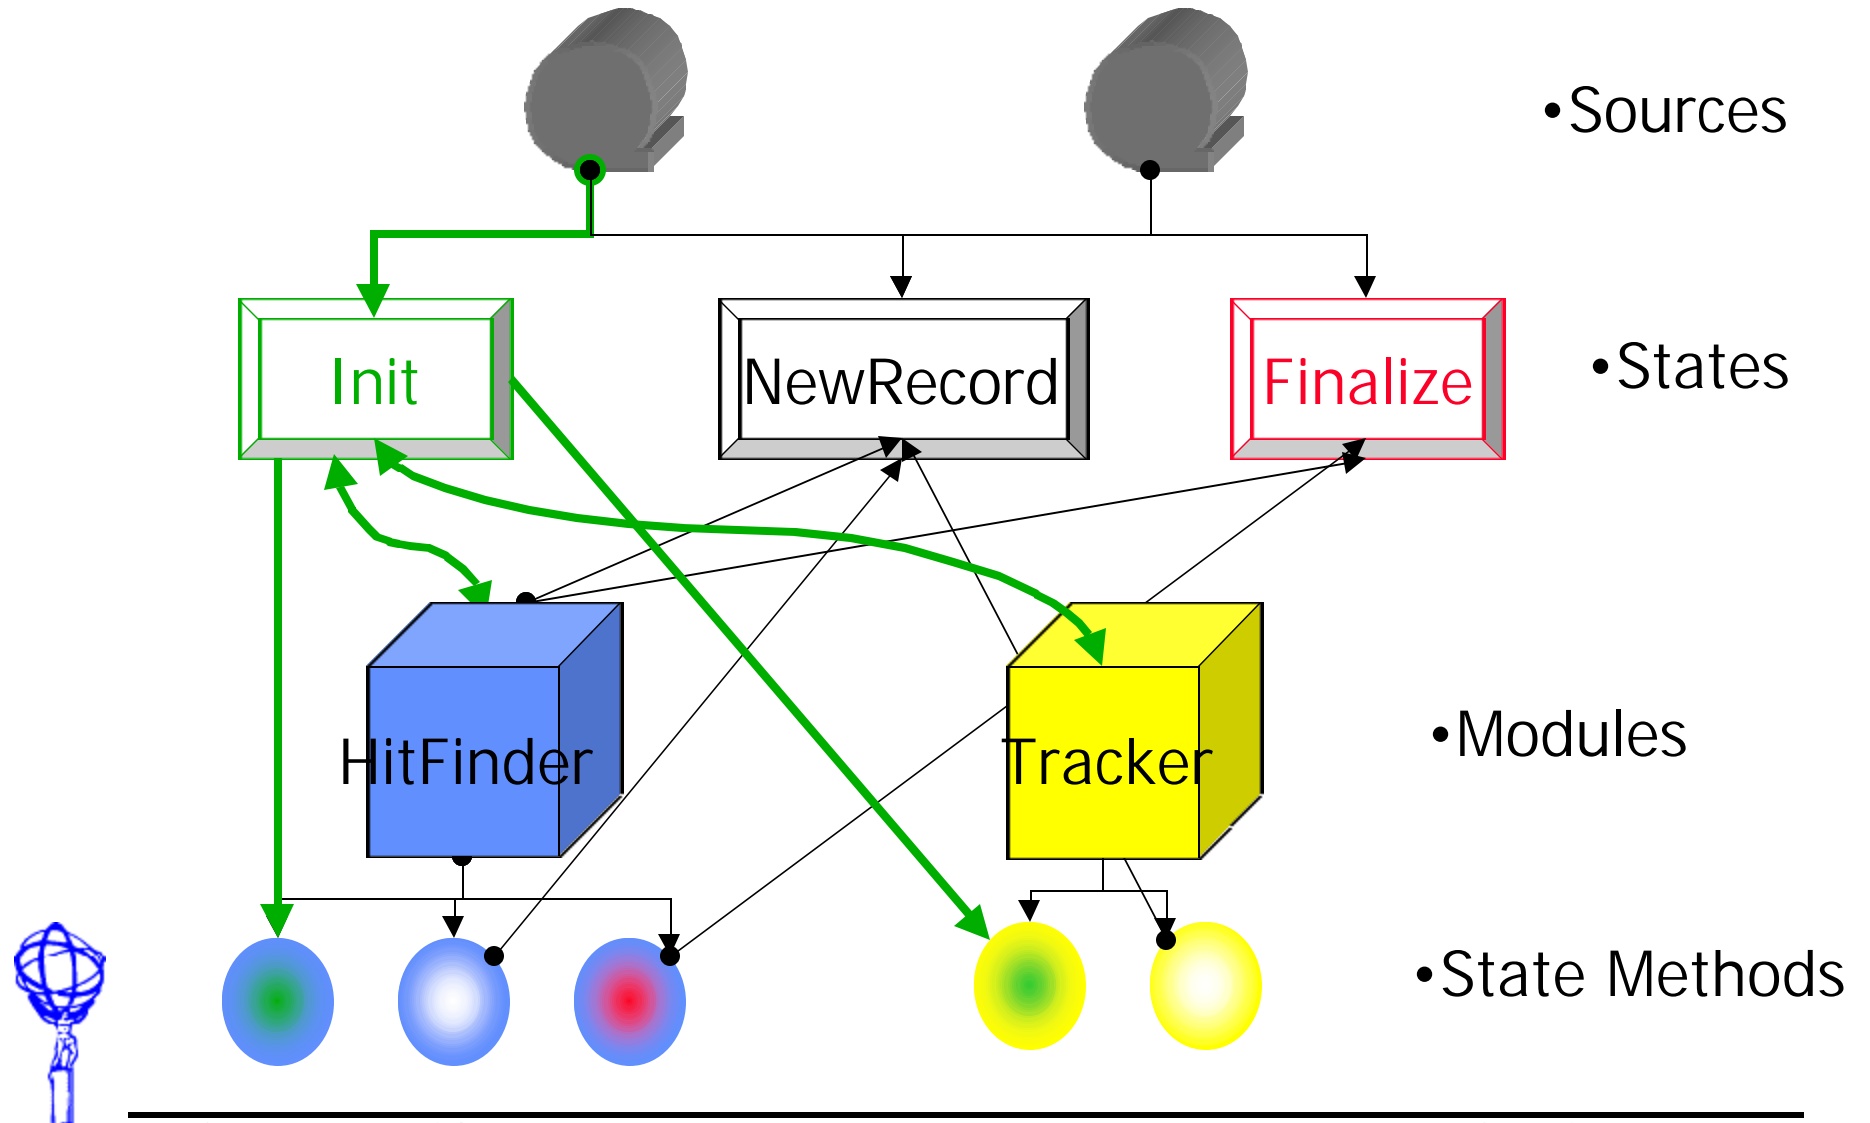 •Sources
Init
NewRecord
Finalize
•States
HitFinder
Tracker
•Modules
•State Methods